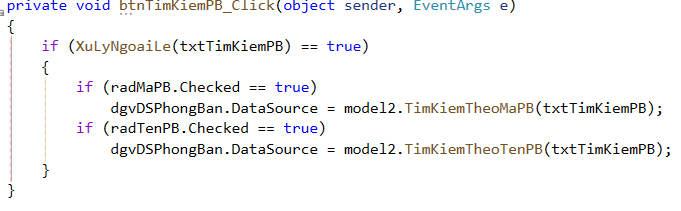 private void btnTimKiemPB_Click(object sender, EventArgs e)
{
    if (XuLyNgoaiLe(txtTimKiemPB) == true)
    {
        if (radMaPB.Checked == true)
            dgvDSPhongBan.DataSource = model2.TimKiemTheoMaPB(txtTimKiemPB);
        if (radTenPB.Checked == true)
            dgvDSPhongBan.DataSource = model2.TimKiemTheoTenPB(txtTimKiemPB);
    }
}